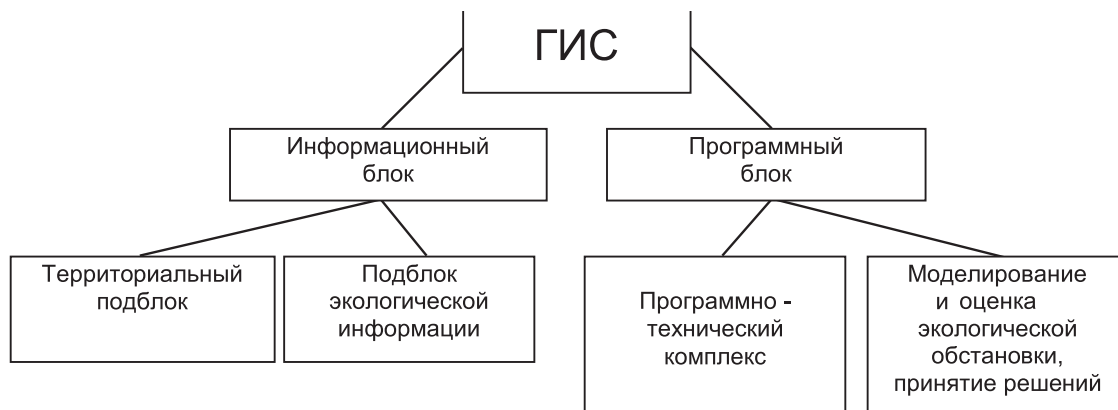 ГИС
Информационный
блок
Программный
блок
Территориальный
подблок
Подблок
экологической
информации
Программно -
технический
комплекс
Моделирование
и оценка
экологической
обстановки,
принятие решений